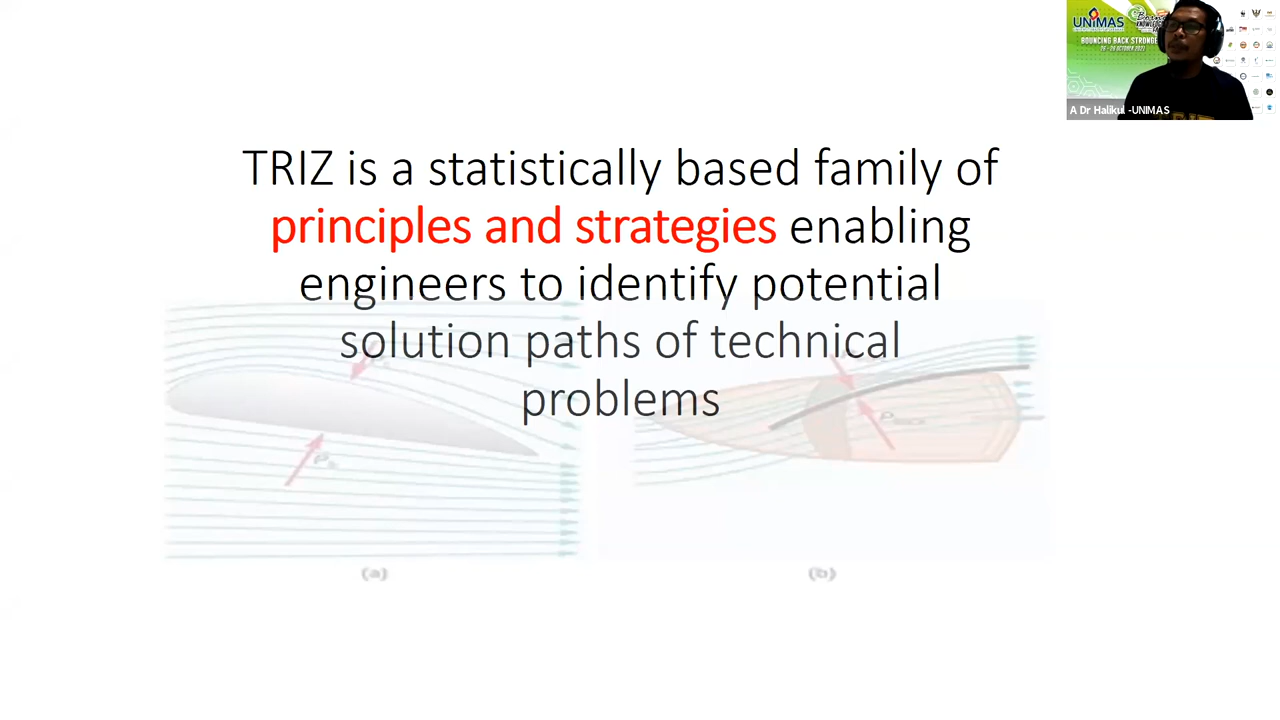 UNIMAS
BOUNCING BACK STRONGE
A Dr Halikul -UNIMAS
TRIZ is a statistically based family of
principles and strategies enabling
engineers to identify potential
solution paths of technical
problems
(a)
(b)